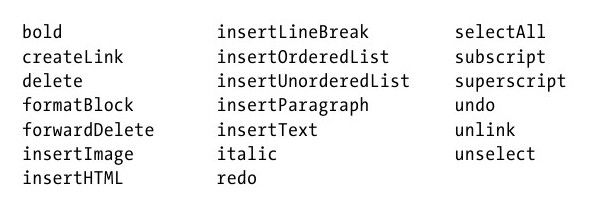 bold
createLink
delete
formatBlock
forwardDelete
insertImage
insertHTML
insertLineBreak
insertOrderedList
insertUnorderedList
insertParagraph
insertText
italic
redo
selectAll
subscript
superscript
undo
unlink
unselect